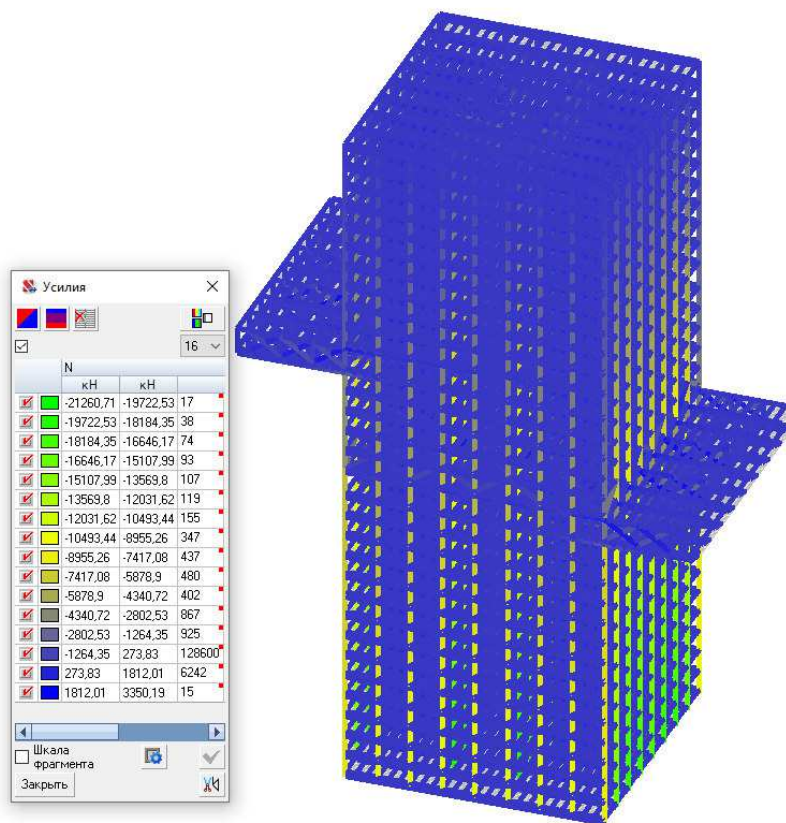 Усилия
16
N
кН кН
-21260,71 -19722,53 17
-19722,53 -18184,35 38
-18184,35 -16646,17 74
-16646,17 -15107,99 93
-15107,99 -13569,8 107
-13569,8 -12031,62 119
-12031,62 -10493,44 155
-10493,44 -8955,26 347
-8955,26 -7417,08 437
-7417,08 -5878,9 480
-5878,9 -4340,72 402
-4340,72 -2802,53 867
-2802,53 -1264,35 925
-1264,35 273,83 128600
273,83 1812,01 6242
1812,01 3350,19 15
Шкала
фрагмента
Закрыть